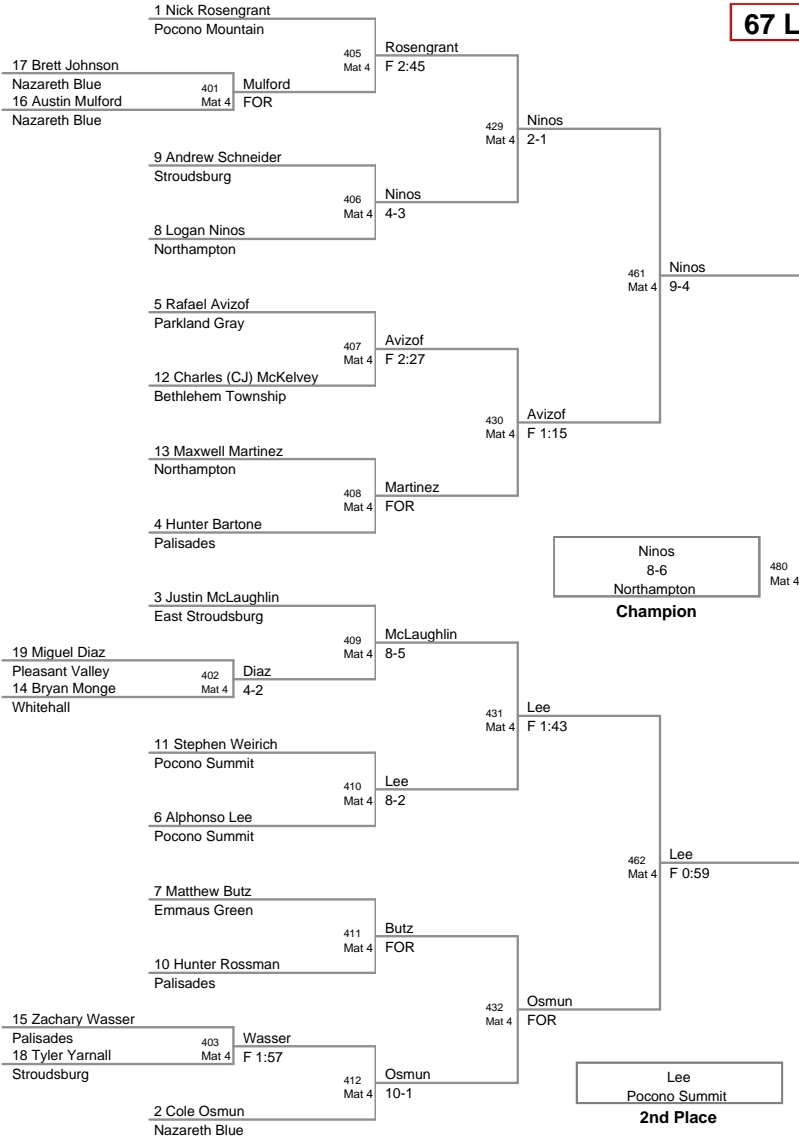 67 L
1 Nick Rosengrant
Pocono Mountain
405
Mat 4
Rosengrant
F 2:45
17 Brett Johnson
Nazareth Blue
401
Mat 4
Mulford
FOR
16 Austin Mulford
Nazareth Blue
429
Mat 4
Ninos
2-1
9 Andrew Schneider
Stroudsburg
406
Mat 4
Ninos
4-3
8 Logan Ninos
Northampton
461
Mat 4
Ninos
9-4
5 Rafael Avizof
Parkland Gray
407
Mat 4
Avizof
F 2:27
12 Charles (CJ) McKelvey
Bethlehem Township
430
Mat 4
Avizof
F 1:15
13 Maxwell Martinez
Northampton
408
Mat 4
Martinez
FOR
4 Hunter Bartone
Palisades
Ninos
8-6
Northampton
Champion
480
Mat 4
3 Justin McLaughlin
East Stroudsburg
409
Mat 4
McLaughlin
8-5
19 Miguel Diaz
Pleasant Valley
402
Mat 4
Diaz
4-2
14 Bryan Monge
Whitehall
431
Mat 4
Lee
F 1:43
11 Stephen Weirich
Pocono Summit
410
Mat 4
Lee
8-2
6 Alphonso Lee
Pocono Summit
462
Mat 4
Lee
F 0:59
7 Matthew Butz
Emmaus Green
411
Mat 4
Butz
FOR
10 Hunter Rossman
Palisades
432
Mat 4
Osmun
FOR
15 Zachary Wasser
Palisades
403
Mat 4
Wasser
F 1:57
18 Tyler Yarnall
Stroudsburg
412
Mat 4
Osmun
10-1
2 Cole Osmun
Nazareth Blue
Lee
Pocono Summit
2nd Place